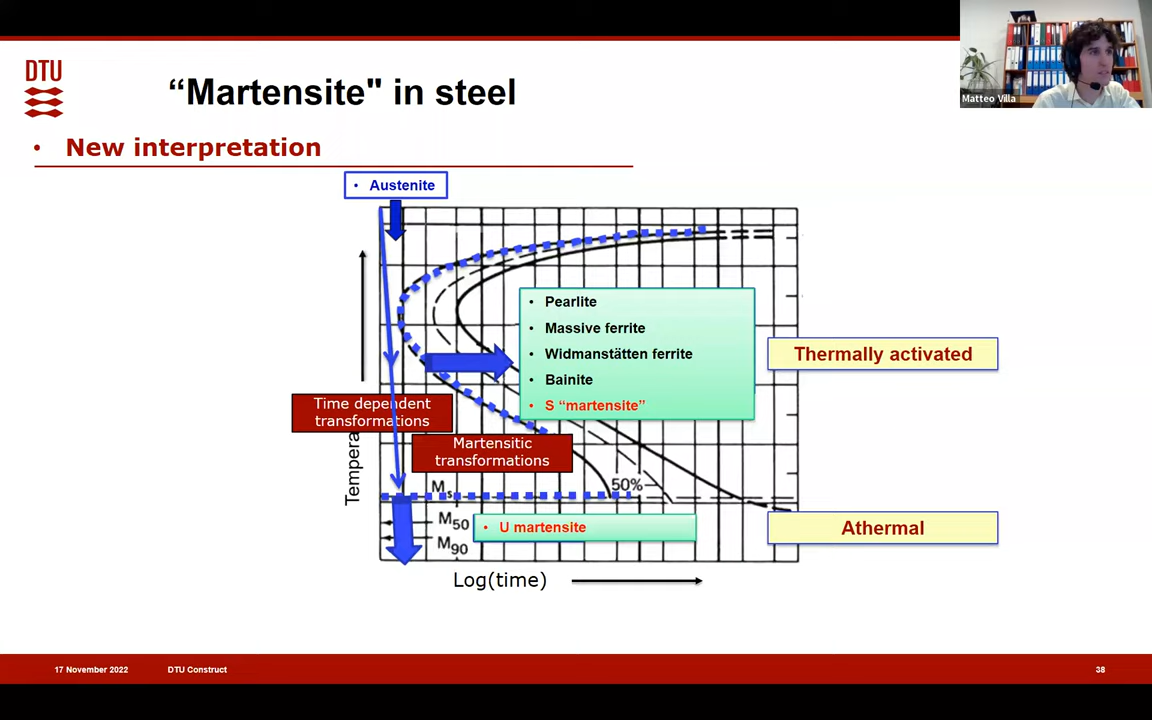 DTU
“Martensite" in steel
Matteo Villa
• New interpretation
• Austenite
• Pearlite
• Massive ferrite
• Widmanstätten ferrite
• Bainite
• S “martensite”
Thermally activated
Time dependent
transformations
Martensitic
transformations
Ms
50%
M50
M90
• U martensite
Athermal
Log(time)
17 November 2022
DTU Construct
38